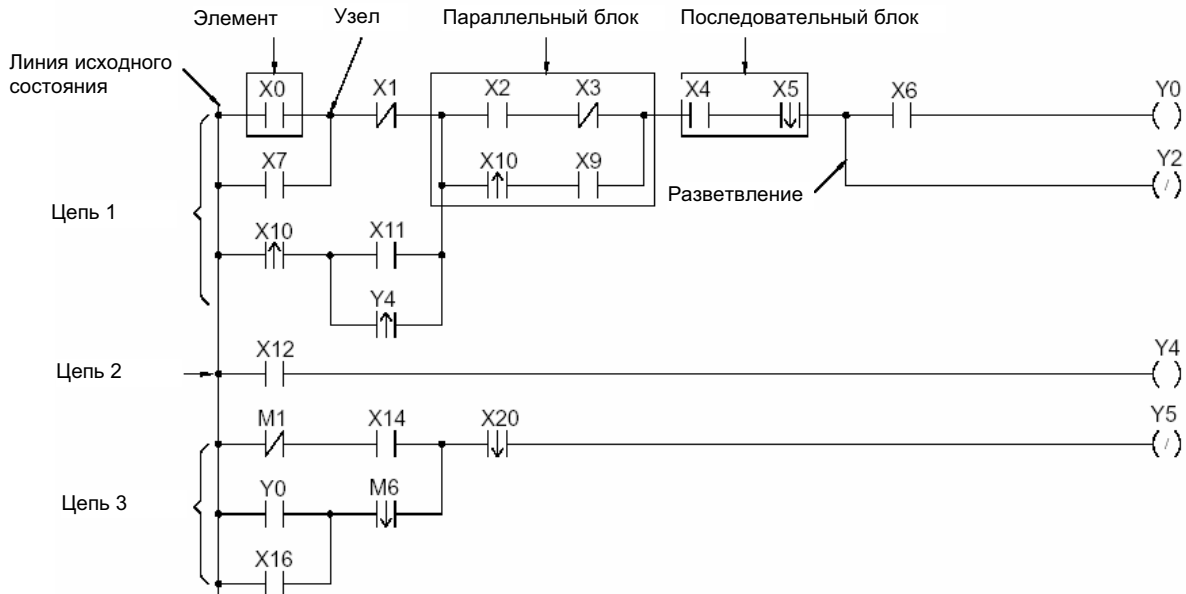 Элемент Узел Параллельный блок Последовательный блок
Линия исходного
состояния
X0 X1 X2 X3 X4 X5 X6 Y0
X7 X10 X9 Y2
/
Разветвление
Цепь 1
X10 X11
Y4
Цепь 2
X12 Y4
M1 X14 X20 Y5
/
Цепь 3
Y0 M6
X16